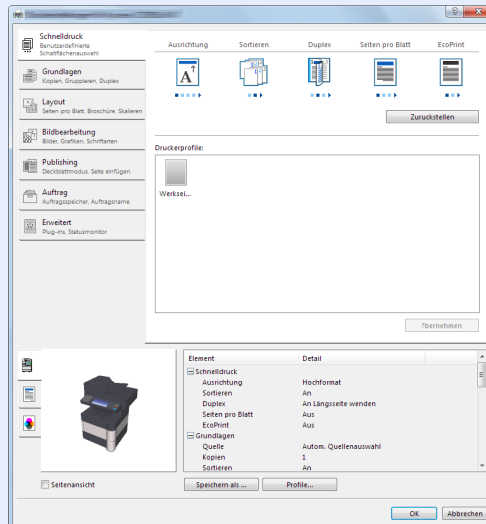 Schnelldruck
Benutzerdefinierte
Schaltflächenauswahl
Grundlagen
Kopien, Gruppieren, Duplex
Layout
Seiten pro Blatt, Broschüre, Skalieren
Bildbearbeitung
Bilder, Grafiken, Schriftarten
Publishing
Deckblattmodus, Seite einfügen
Auftrag
Auftragsspeicher, Auftragsname
Erweitert
Plug-ins, Statusmonitor
Ausrichtung Sortieren Duplex Seiten pro Blatt EcoPrint
A
Zuruckstellen
Druckerprofile:
Werksei...
?bernehmen
Element Detail
Schnelldruck
Ausrichtung Hochformat
Sortieren An
Duplex An Längsseite wenden
Seiten pro Blatt Aus
EcoPrint Aus
Grundlagen
Quelle Autom. Quellenauswahl
Kopien 1
Sortieren An
Seitenansicht
Speichern als ... Profile...
OK Abbrechen